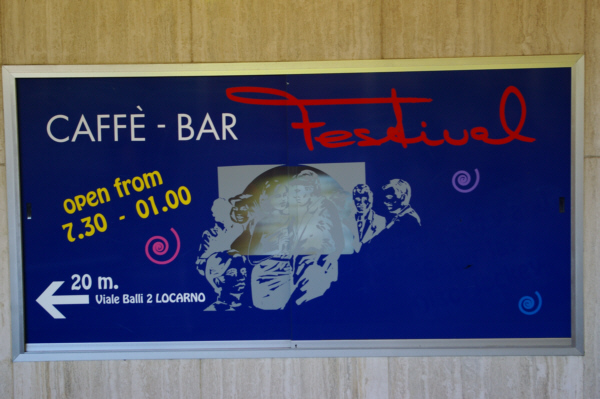 CAFFÈ - BAR Festival
open from
7.30 - 01.00
20 m.
Viale Balli 2 LOCARNO